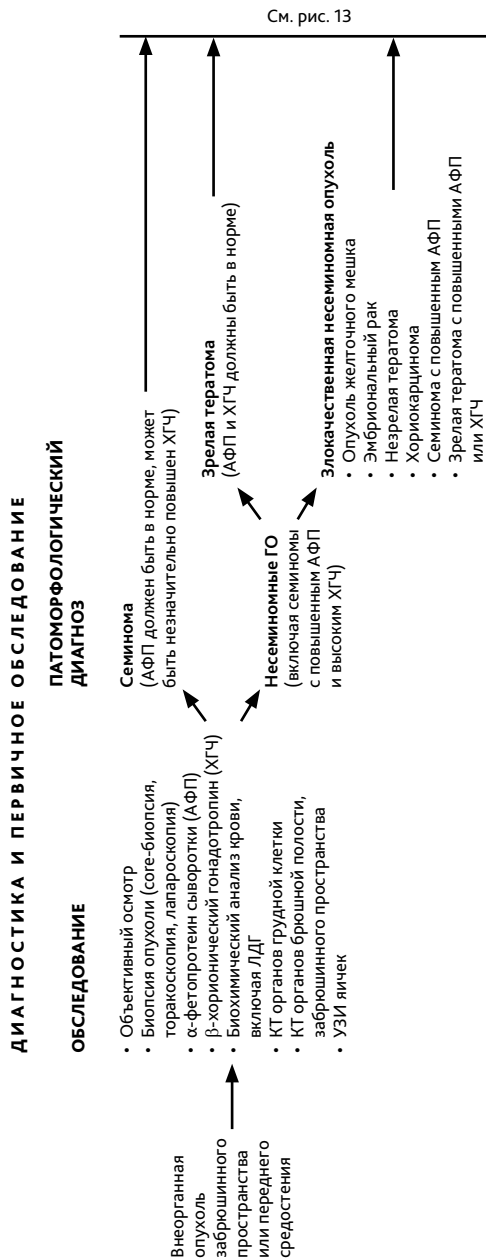 ДИАГНОСТИКА И ПЕРВИЧНОЕ ОБСЛЕДОВАНИЕ
Внеорганная
опухоль
забрюшинного
пространства
или переднего
средостения
ОБСЛЕДОВАНИЕ
• Объективный осмотр
• Биопсия опухоли (core-биопсия,
торакоскопия, лапароскопия)
• α-фетопротеин сыворотки (АФП)
• β-хорионический гонадотропин (ХГЧ)
• Биохимический анализ крови,
включая ЛДГ
• КТ органов грудной клетки
• КТ органов брюшной полости,
забрюшинного пространства
• УЗИ яичек
ПАТОМОРФОЛОГИЧЕСКИЙ
ДИАГНОЗ
Семинома
(АФП должен быть в норме, может
быть незначительно повышен ХГЧ)
Несеминомные ГО
(включая семиномы
с повышенным АФП
и высоким ХГЧ)
Зрелая тератома
(АФП и ХГЧ должны быть в норме)
Злокачественная несеминомная опухоль
• Опухоль желточного мешка
• Эмбриональный рак
• Незрелая тератома
• Хориокарцинома
• Семинома с повышенным АФП
• Зрелая тератома с повышенными АФП
или ХГЧ
См. рис. 13